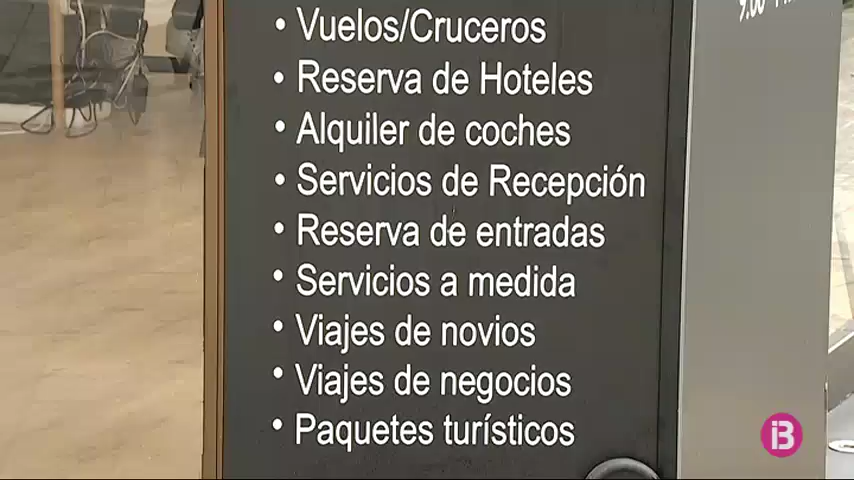 • Vuelos/Cruceros
• Reserva de Hoteles
• Alquiler de coches
• Servicios de Recepción
• Reserva de entradas
• Servicios a medida
• Viajes de novios
• Viajes de negocios
• Paquetes turísticos
iB3